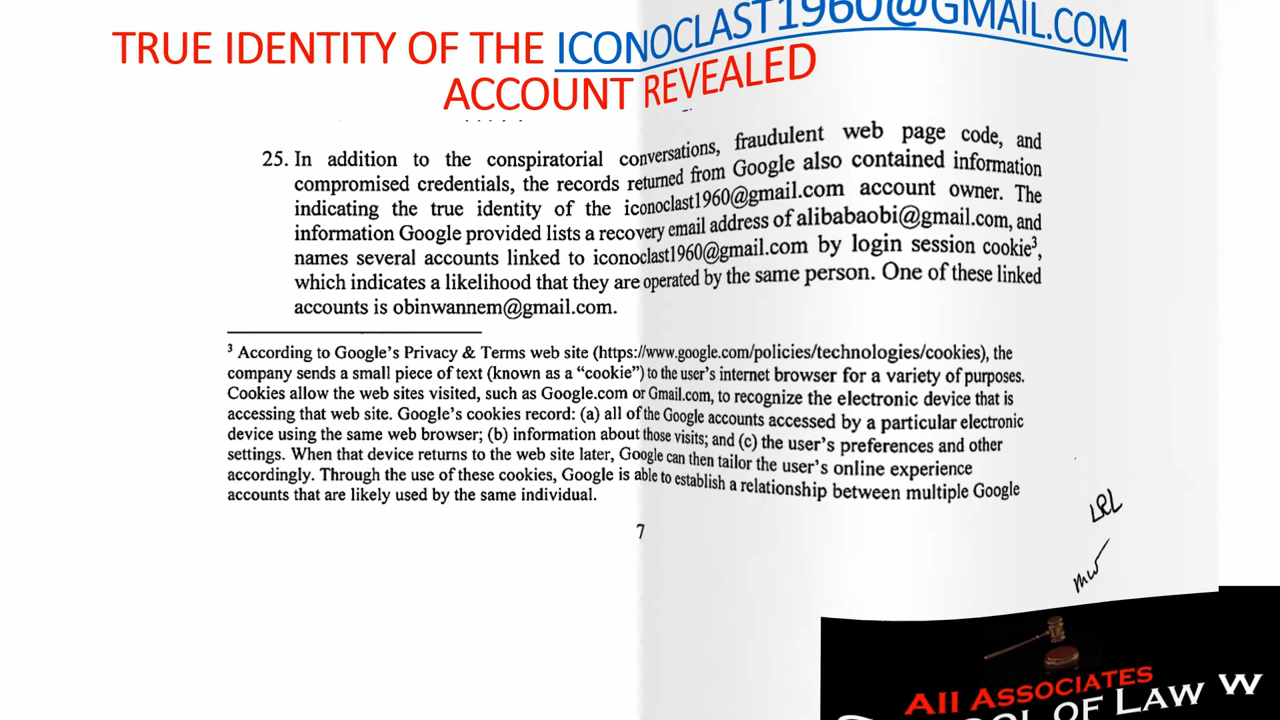 TRUE IDENTITY OF THE ICONOCLAST1960@GMAIL.COM
ACCOUNT REVEALED
25. In addition to the conspiratorial conversations, fraudulent web page code, and
compromised credentials, the records returned from Google also contained information
indicating the true identity of the iconoclast1960@gmail.com account owner. The
information Google provided lists a recovery email address of alibabaobi@gmail.com, and
names several accounts linked to iconoclast1960@gmail.com by login session cookie³,
which indicates a likelihood that they are operated by the same person. One of these linked
accounts is obinwannem@gmail.com.
³ According to Google's Privacy & Terms web site (https://www.google.com/policies/technologies/cookies), the
company sends a small piece of text (known as a “cookie”) to the user's internet browser for a variety of purposes.
Cookies allow the web sites visited, such as Google.com or Gmail.com, to recognize the electronic device that is
accessing that web site. Google's cookies record: (a) all of the Google accounts accessed by a particular electronic
device using the same web browser; (b) information about those visits; and (c) the user's preferences and other
settings. When that device returns to the web site later, Google can then tailor the user's online experience
accordingly. Through the use of these cookies, Google is able to establish a relationship between multiple Google
accounts that are likely used by the same individual.
7
LRL
mw
AII ASSOCIATES
OF LAW W